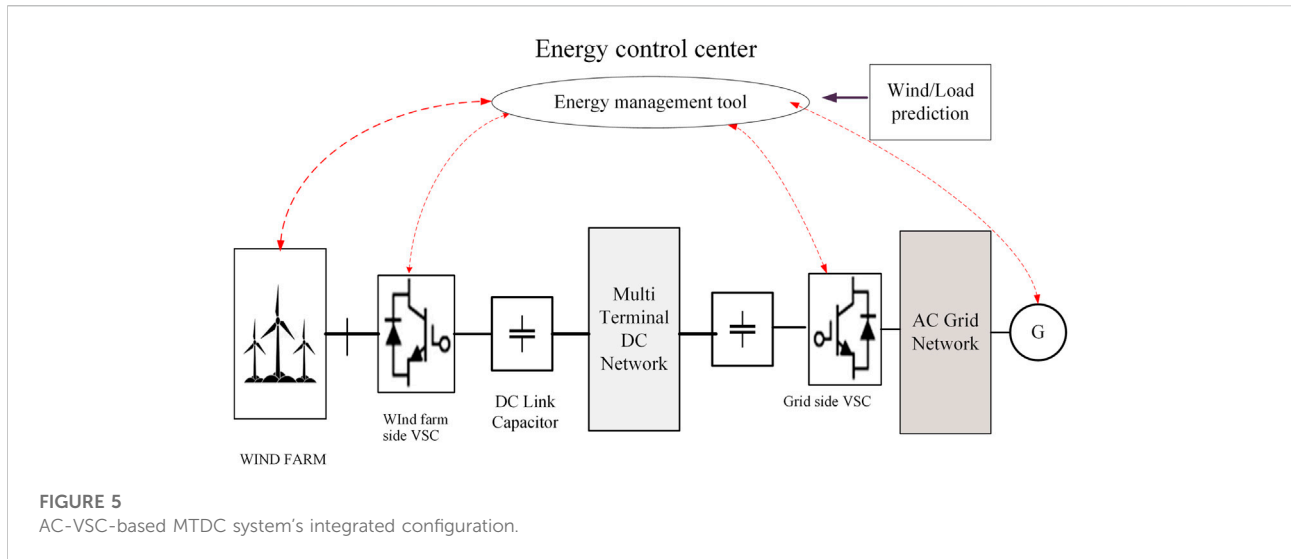 Energy control center
Energy management tool
Wind/Load
prediction
WIND FARM
WInd farm
side VSC
DC Link
Capacitor
Multi
Terminal
DC
Network
Grid side VSC
AC Grid
Network
G
FIGURE 5
AC-VSC-based MTDC system's integrated configuration.